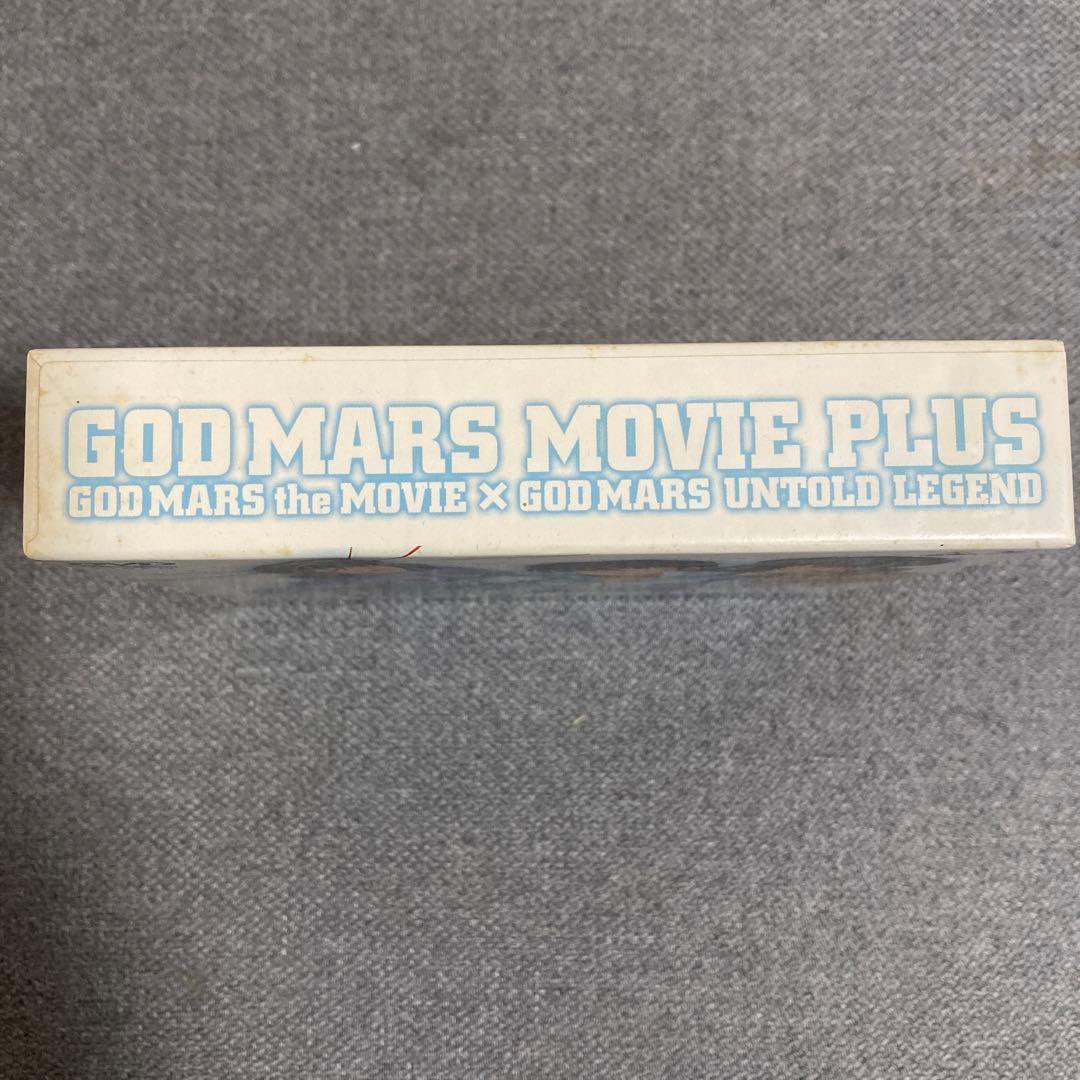 GOD MARS MOVIE PLUS
GOD MARS the MOVIE × GOD MARS UNTOLD LEGEND